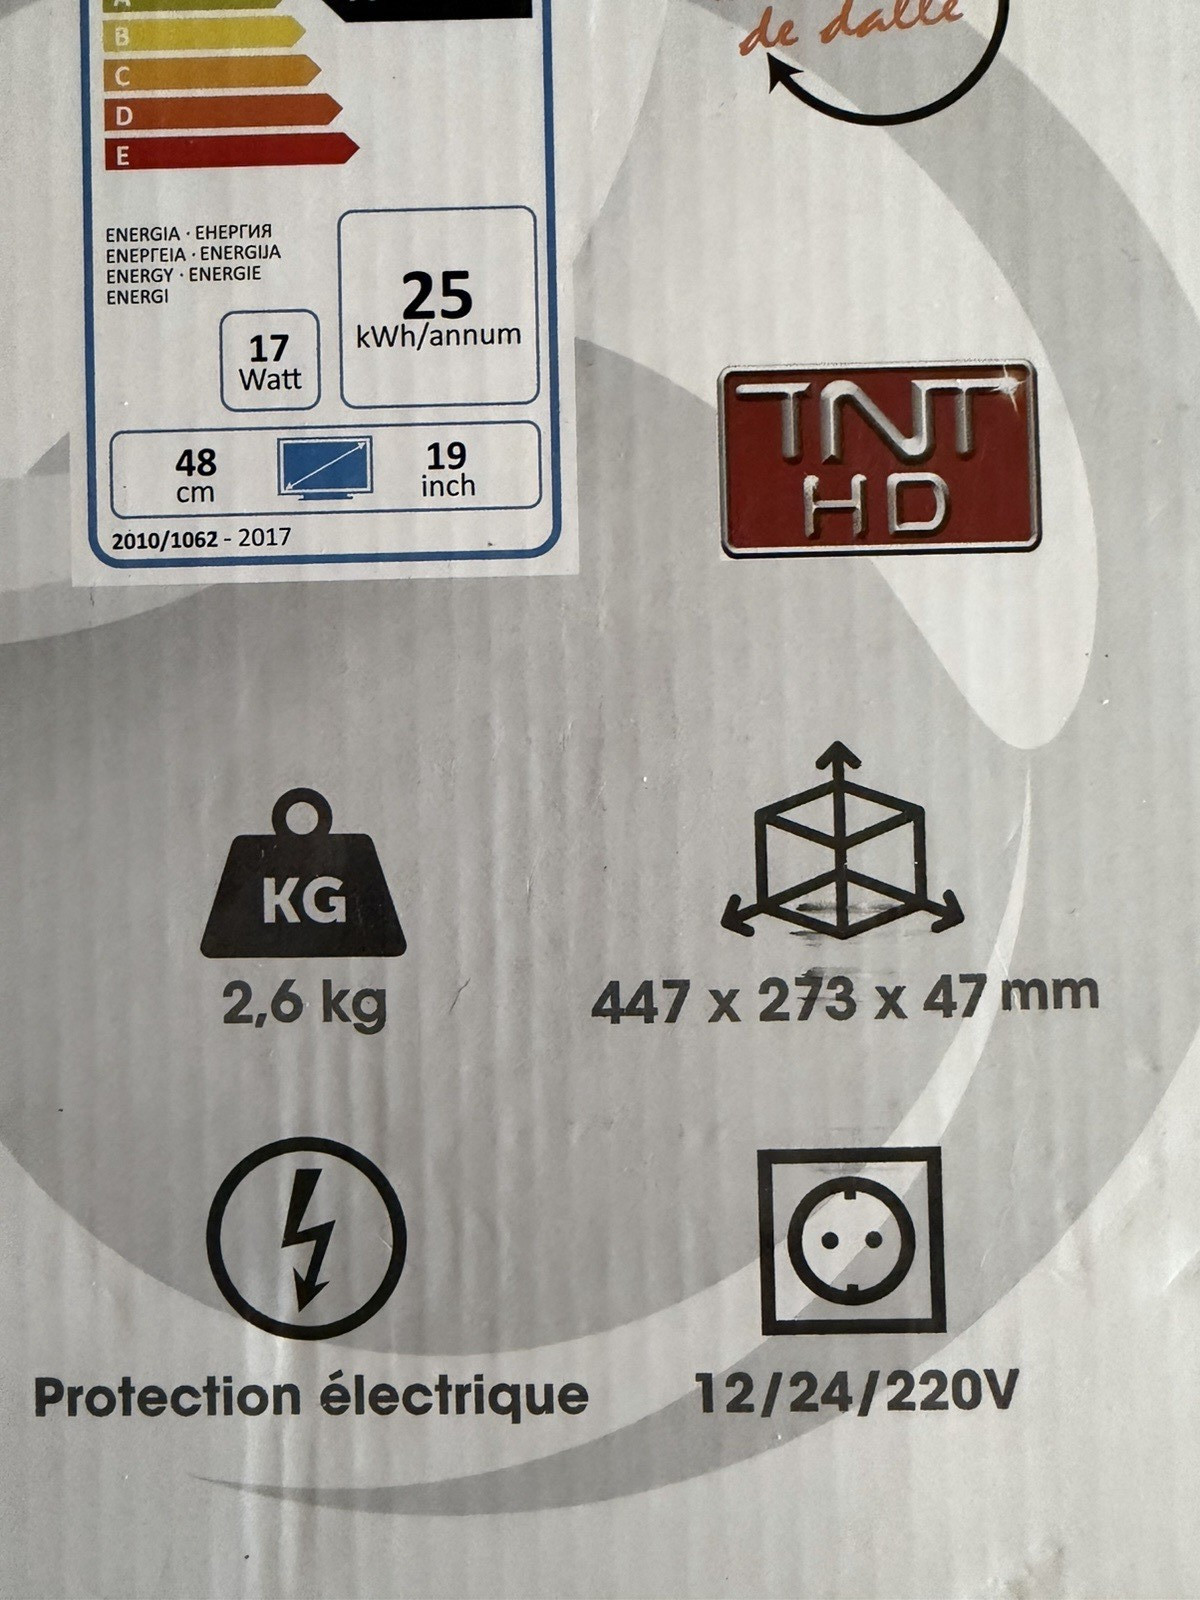 de dalle
A
B
C
D
E
ENERGIA · ЕНЕРГИЯ
ΕΝΕΡΓΕΙΑ · ENERGIJA
ENERGY · ENERGIE
ENERGI
25
kWh/annum
17
Watt
48
cm
19
inch
2010/1062 - 2017
TNT
HD
KG
2,6 kg
447 x 273 x 47 mm
Protection électrique
12/24/220V